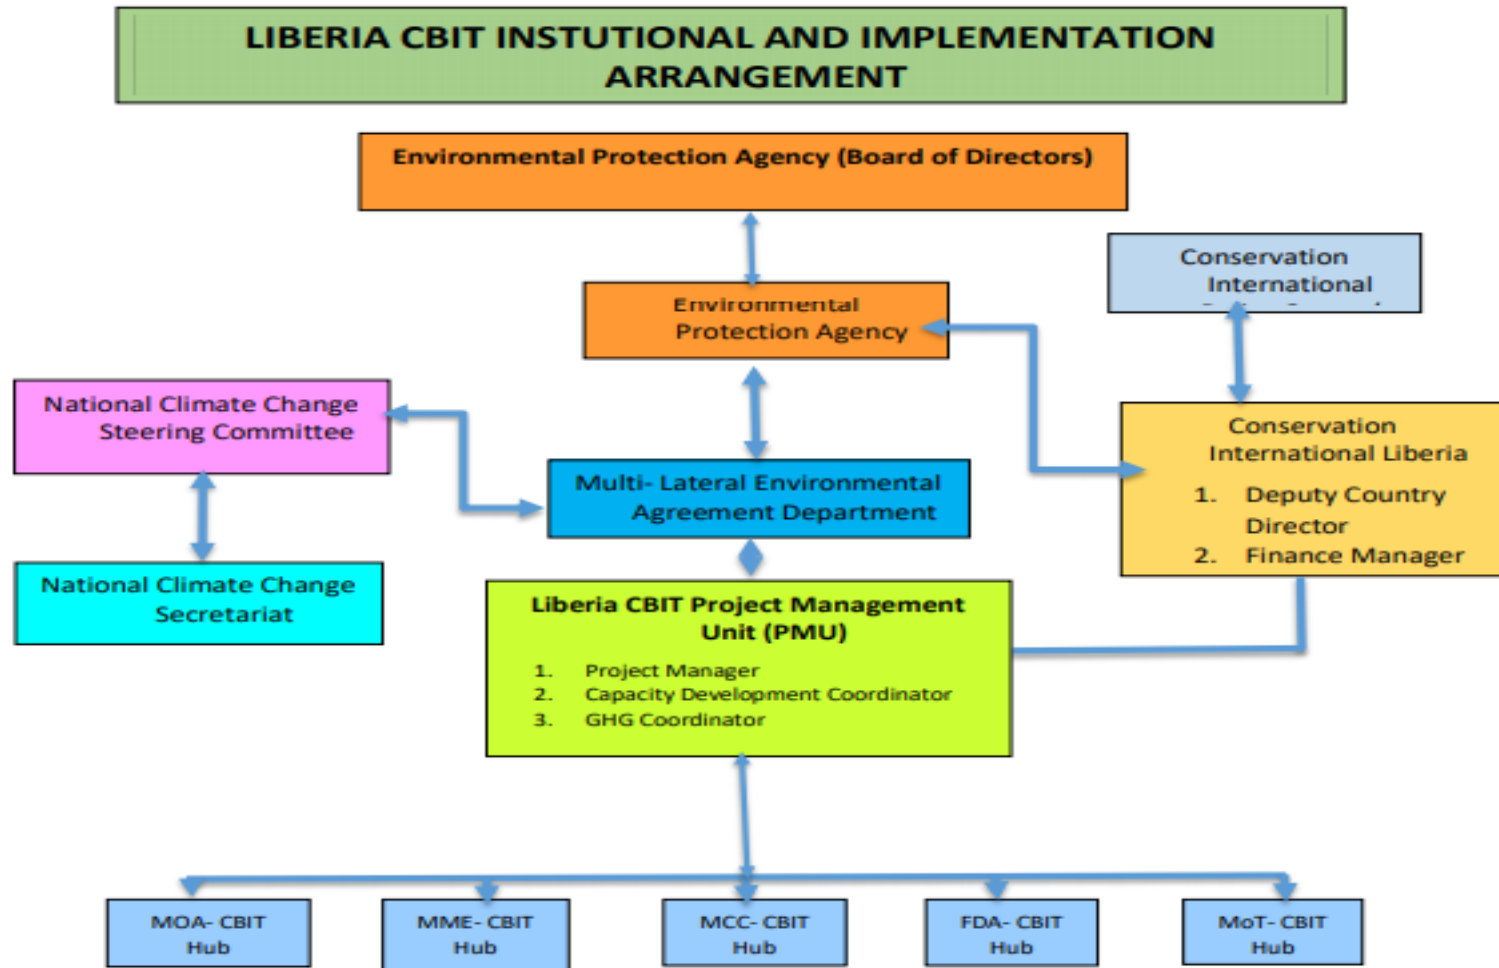 LIBERIA CBIT INSTUTIONAL AND IMPLEMENTATION
ARRANGEMENT
Environmental Protection Agency (Board of Directors)
Conservation
International
Environmental
Protection Agency
National Climate Change
Steering Committee
Conservation
International Liberia
1. Deputy Country
Director
2. Finance Manager
Multi- Lateral Environmental
Agreement Department
National Climate Change
Secretariat
Liberia CBIT Project Management
Unit (PMU)
1. Project Manager
2. Capacity Development Coordinator
3. GHG Coordinator
MOA- CBIT
Hub
MME- CBIT
Hub
MCC- CBIT
Hub
FDA- CBIT
Hub
MoT- CBIT
Hub